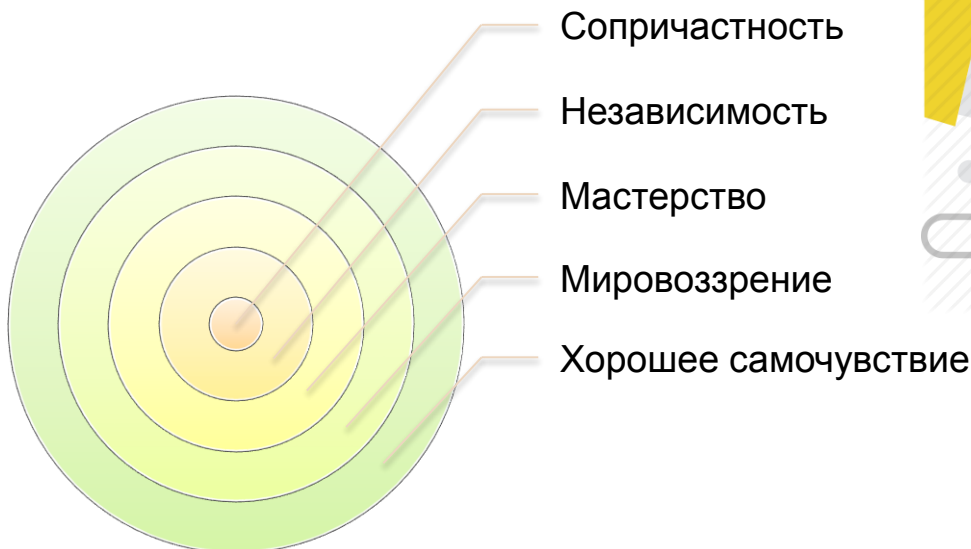 Сопричастность
Независимость
Мастерство
Мировоззрение
Хорошее самочувствие